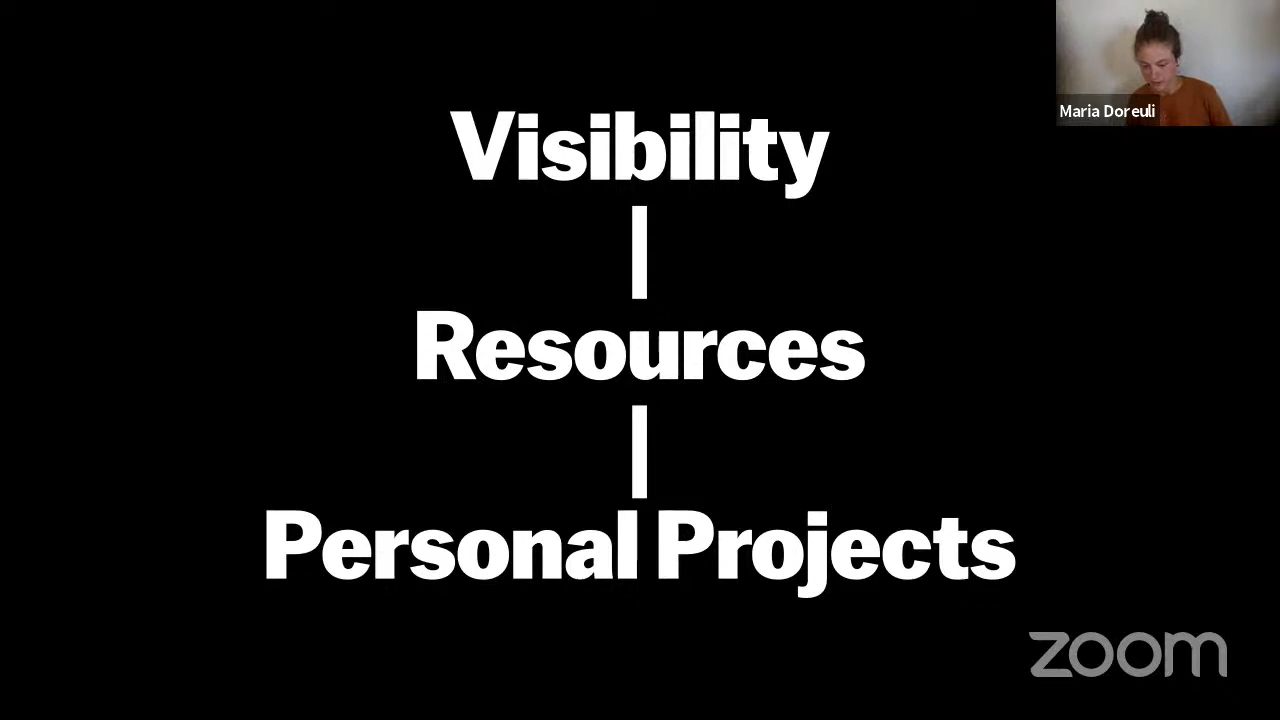 Visibility
Maria Doreuli
Resources
Personal Projects
zoom